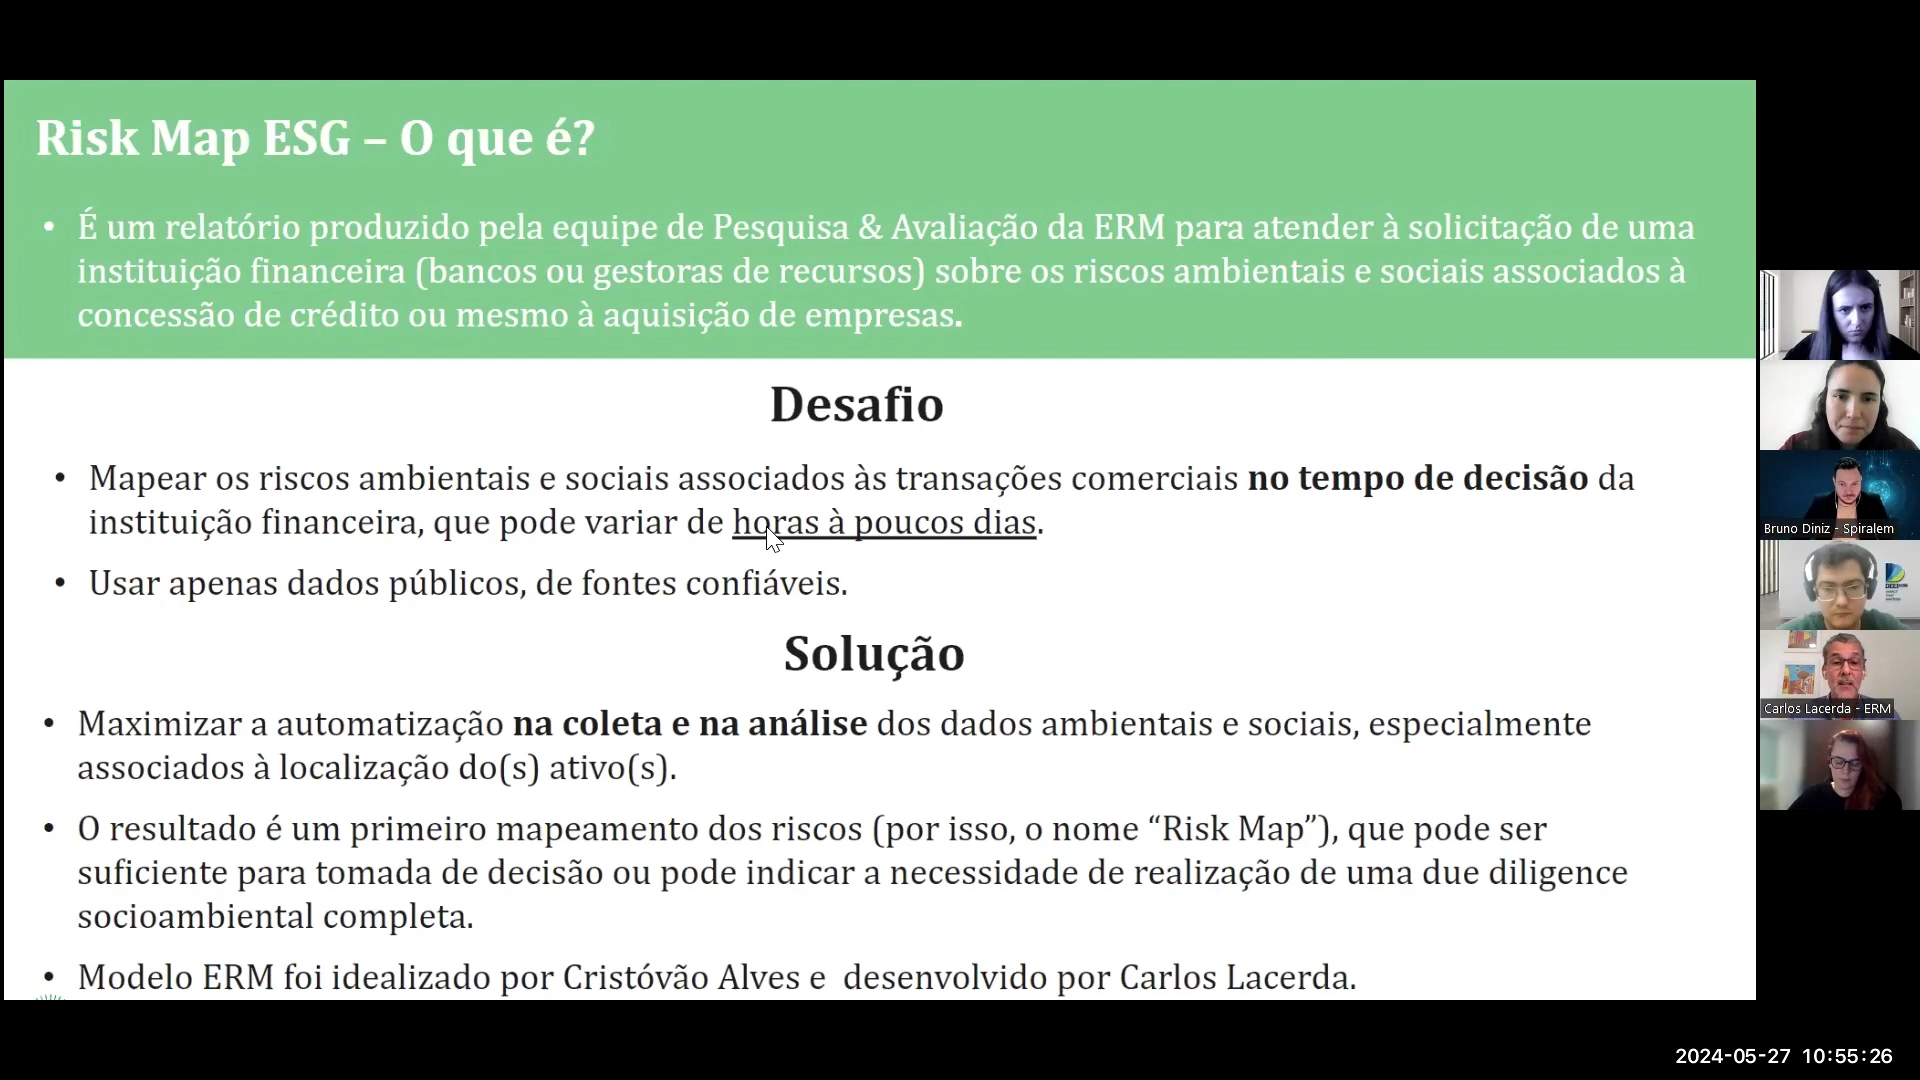 Risk Map ESG – O que é?
• É um relatório produzido pela equipe de Pesquisa & Avaliação da ERM para atender à solicitação de uma
instituição financeira (bancos ou gestoras de recursos) sobre os riscos ambientais e sociais associados à
concessão de crédito ou mesmo à aquisição de empresas.
Desafio
• Mapear os riscos ambientais e sociais associados às transações comerciais no tempo de decisão da
instituição financeira, que pode variar de horas à poucos dias.
• Usar apenas dados públicos, de fontes confiáveis.
Solução
• Maximizar a automatização na coleta e na análise dos dados ambientais e sociais, especialmente
associados à localização do(s) ativo(s).
• O resultado é um primeiro mapeamento dos riscos (por isso, o nome “Risk Map”), que pode ser
suficiente para tomada de decisão ou pode indicar a necessidade de realização de uma due diligence
socioambiental completa.
• Modelo ERM foi idealizado por Cristóvão Alves e  desenvolvido por Carlos Lacerda.
Bruno Diniz - Spiralem
Carlos Lacerda - ERM
2024-05-27 10:55:26